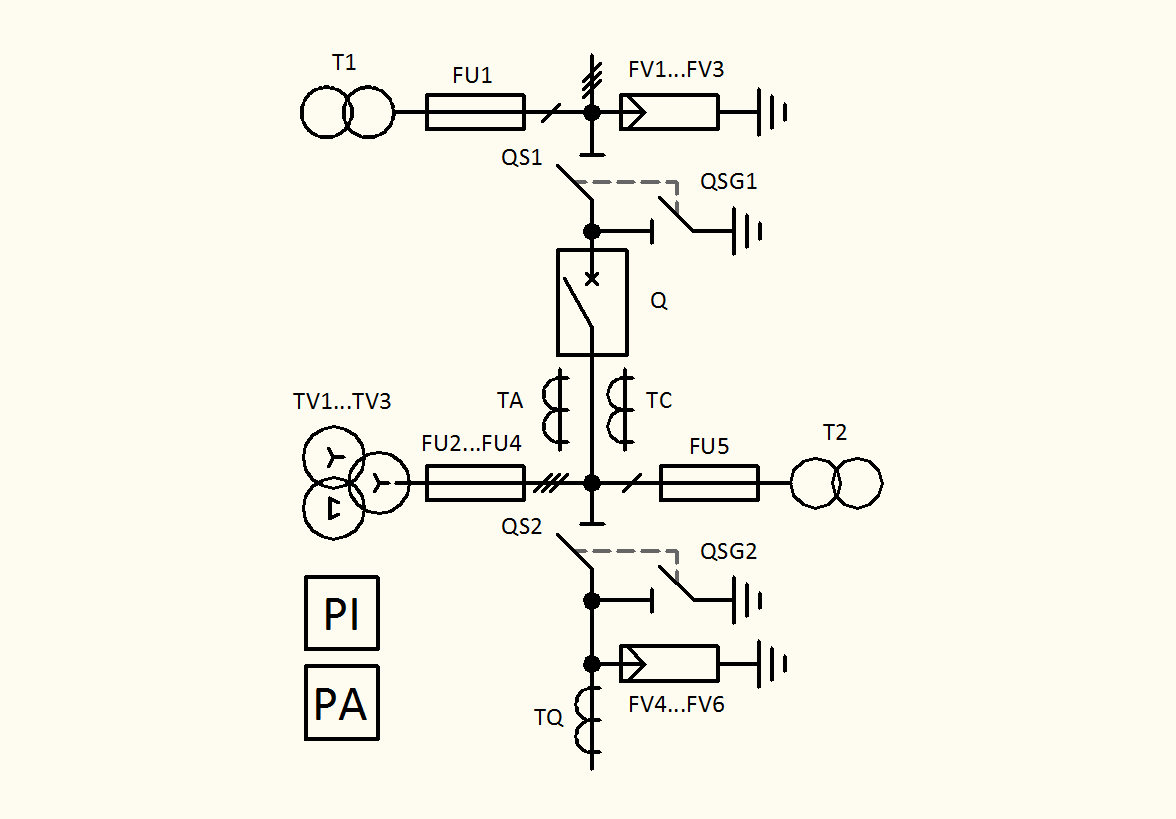 T1
FU1
FV1...FV3
QS1
QSG1
Q
TV1...TV3
TA
TC
FU2...FU4
FU5
T2
QS2
QSG2
PI
PA
TQ
FV4...FV6